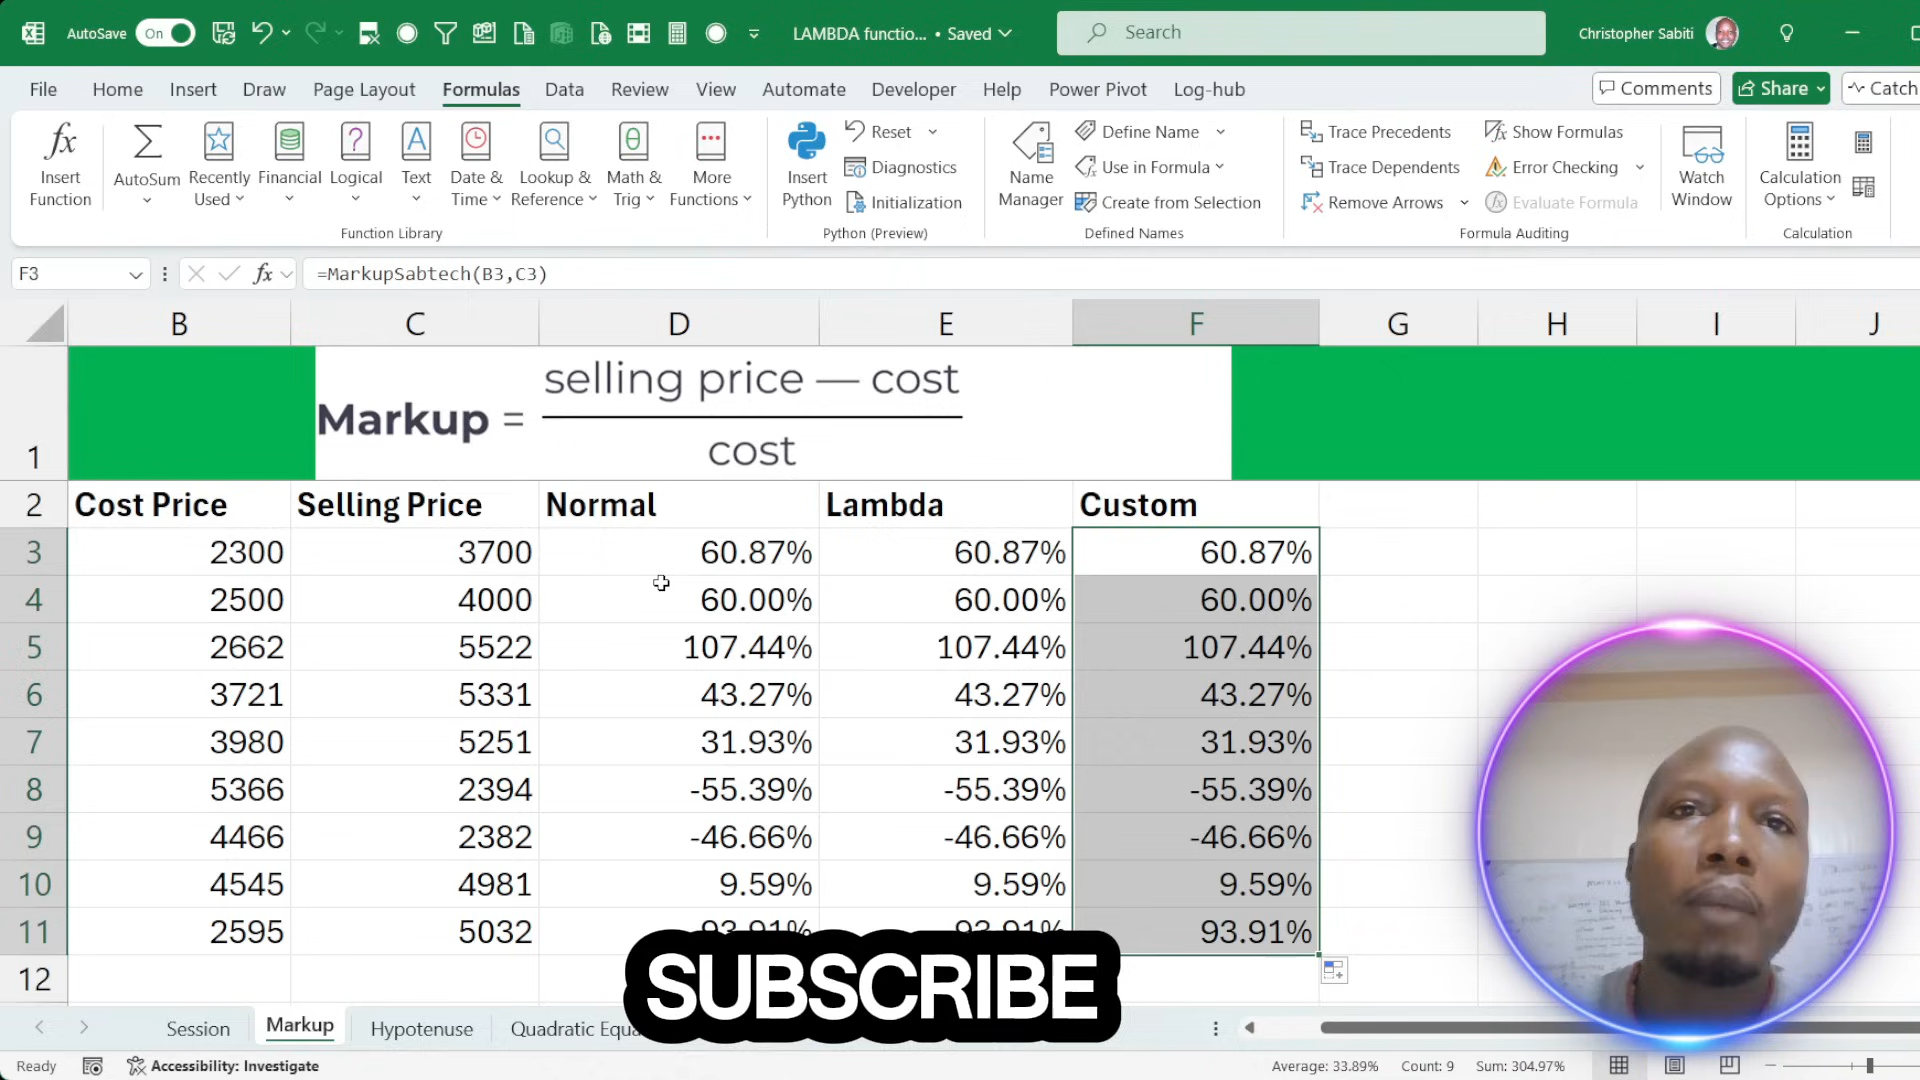 AutoSave On LAMBDA functio... • Saved Search Christopher Sabiti
File Home Insert Draw Page Layout Formulas Data Review View Automate Developer Help Power Pivot Log-hub Comments Share Catch
Insert Function AutoSum Recently Used Financial Logical Text Date & Time Lookup & Reference Math & Trig More Functions
Function Library
Insert Python Reset Diagnostics Initialization
Python (Preview)
Name Manager Define Name Use in Formula Create from Selection
Defined Names
Trace Precedents Trace Dependents Remove Arrows Show Formulas Error Checking Evaluate Formula
Formula Auditing
Watch Window
Calculation Options
Calculation
F3 fx =MarkupSabtech(B3,C3)
B C D E F G H I J
1 Markup = selling price — cost
cost
2 Cost Price Selling Price Normal Lambda Custom
3 2300 3700 60.87% 60.87% 60.87%
4 2500 4000 60.00% 60.00% 60.00%
5 2662 5522 107.44% 107.44% 107.44%
6 3721 5331 43.27% 43.27% 43.27%
7 3980 5251 31.93% 31.93% 31.93%
8 5366 2394 -55.39% -55.39% -55.39%
9 4466 2382 -46.66% -46.66% -46.66%
10 4545 4981 9.59% 9.59% 9.59%
11 2595 5032 93.91% 93.91% 93.91%
12
SUBSCRIBE
Session Markup Hypotenuse Quadratic Equa
Ready Accessibility: Investigate Average: 33.89% Count: 9 Sum: 304.97%